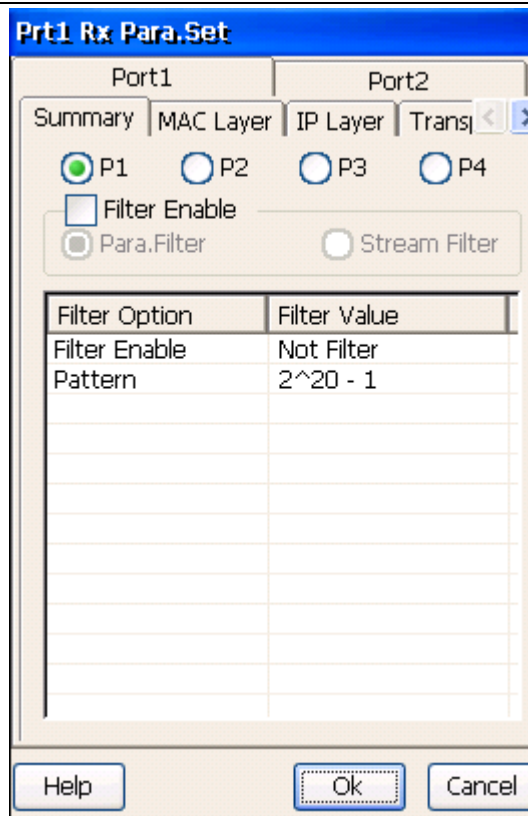 Prt1 Rx Para.Set
Port1 Port2
Summary MAC Layer IP Layer Trans
P1 P2 P3 P4
Filter Enable
Para.Filter Stream Filter
Filter Option Filter Value
Filter Enable Not Filter
Pattern 2^20 - 1
Help Ok Cancel